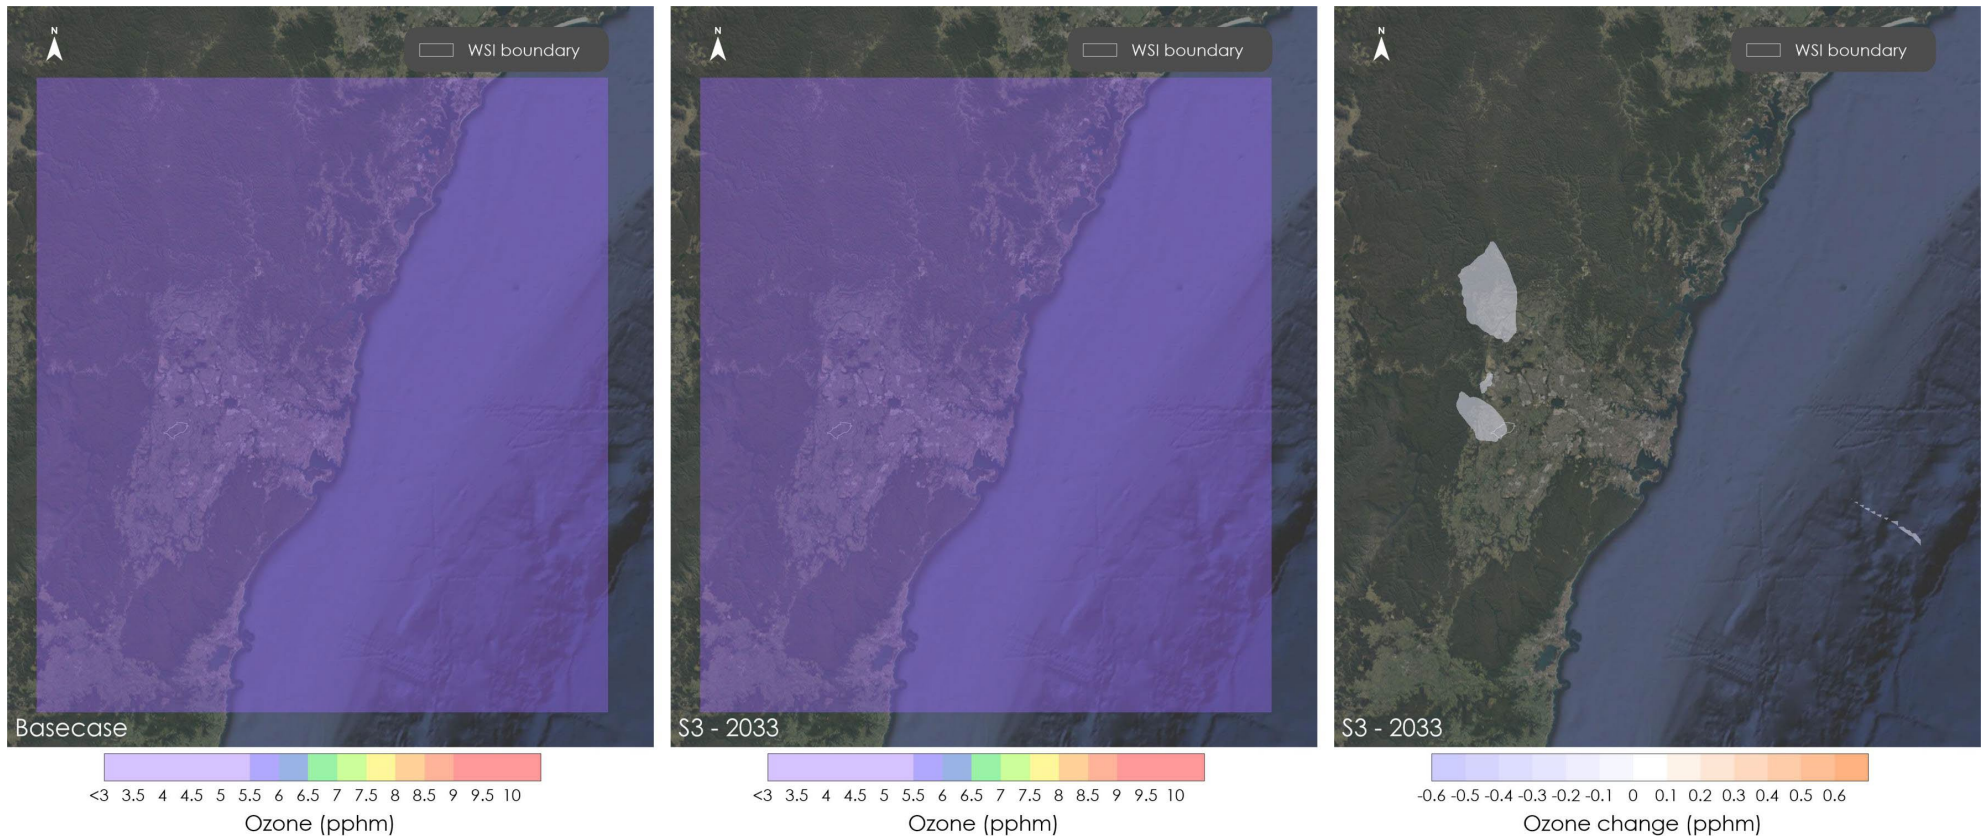 N
WSI boundary
N
WSI boundary
N
WSI boundary
Basecase
S3 - 2033
S3 - 2033
<3 3.5 4 4.5 5 5.5 6 6.5 7 7.5 8 8.5 9 9.5 10
Ozone (pphm)
<3 3.5 4 4.5 5 5.5 6 6.5 7 7.5 8 8.5 9 9.5 10
Ozone (pphm)
-0.6 -0.5 -0.4 -0.3 -0.2 -0.1 0 0.1 0.2 0.3 0.4 0.5 0.6
Ozone change (pphm)